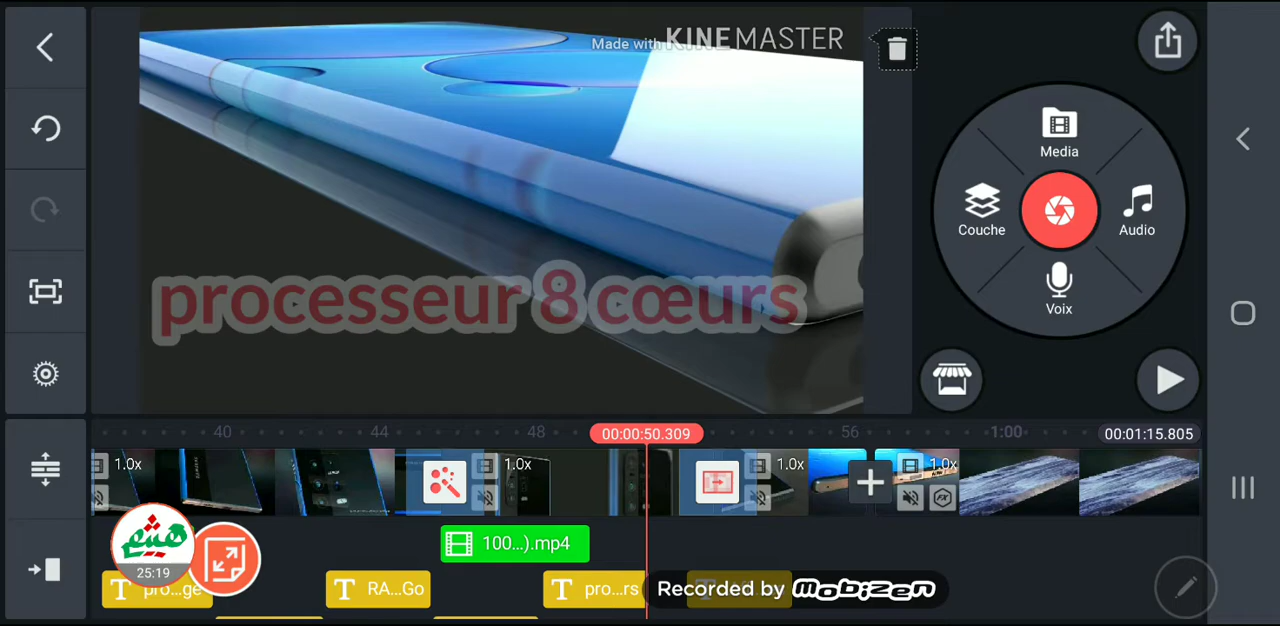 Made with KINEMASTER
Media
Couche
Audio
Voix
processeur 8 cœurs
40
44
48
00:00:50.309
56
1:00
00:01:15.805
1.0x
1.0x
1.0x
1.0x
100...).mp4
هيثم
25:19
pro...ge
RA...Go
pro...rs
Recorded by mobizen